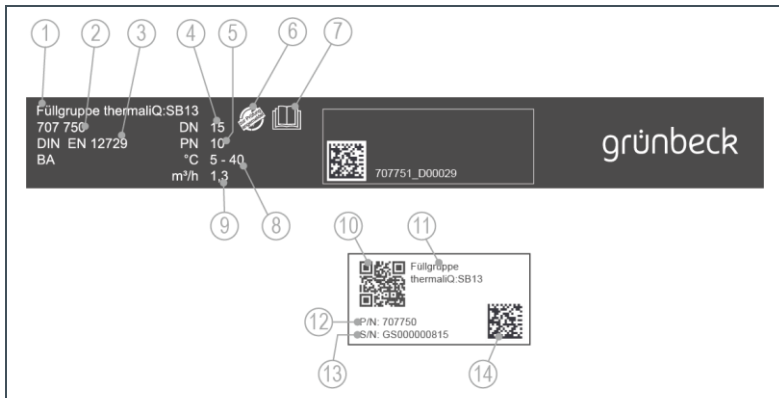 1 2 3 4 5 6 7
Füllgruppe thermaliQ:SB13
707 750 DN 15
DIN EN 12729 PN 10
BA °C 5 - 40
m³/h 1,3
707751_D00029
grünbeck
9 8
10 11
Füllgruppe
thermaliQ:SB13
12 P/N: 707750
S/N: GS000000815
13 14